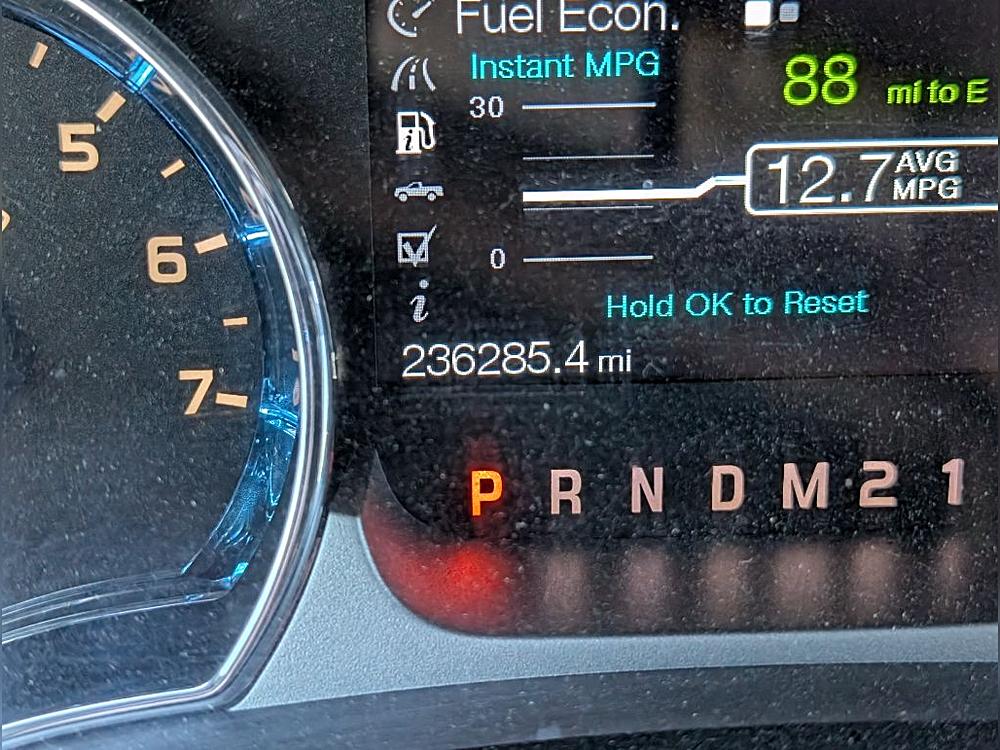 Fuel Econ.
Instant MPG
88 mi to E
30
12.7 AVG MPG
0
Hold OK to Reset
236285.4 mi
5
6
7
P R N D M 2 1